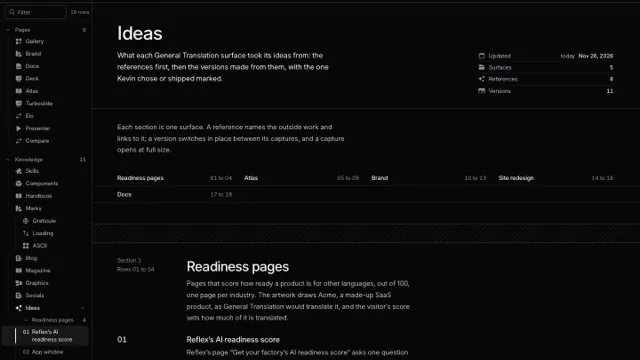 Filter
19 rows
Pages 9
Gallery
Brand
Docs
Deck
Atlas
Turboslide
Eio
Presenter
Compare
Knowledge 15
Skills
Components
Handbook
Marks
Graticule
Loading
ASCII
Blog
Magazine
Graphics
Socials
Ideas
Readiness pages 4
01 Reflex's AI
readiness score
02 App window
Ideas
What each General Translation surface took its ideas from: the
references first, then the versions made from them, with the one
Kevin chose or shipped marked.
Updated today Nov 26, 2026
Surfaces 5
References 8
Versions 11
Each section is one surface. A reference names the outside work and
links to it; a version switches in place between its captures, and a capture
opens at full size.
Readiness pages 01 to 04
Atlas 05 to 09
Brand 10 to 13
Site redesign 14 to 16
Docs 17 to 19
Section 1
Rows 01 to 04
Readiness pages
Pages that score how ready a product is for other languages, out of 100,
one page per industry. The artwork draws Acme, a made-up SaaS
product, as General Translation would translate it, and the visitor's score
sets how much of it is translated.
01 Reflex's AI readiness score
Reflex's page "Get your factory's AI readiness score" asks one question